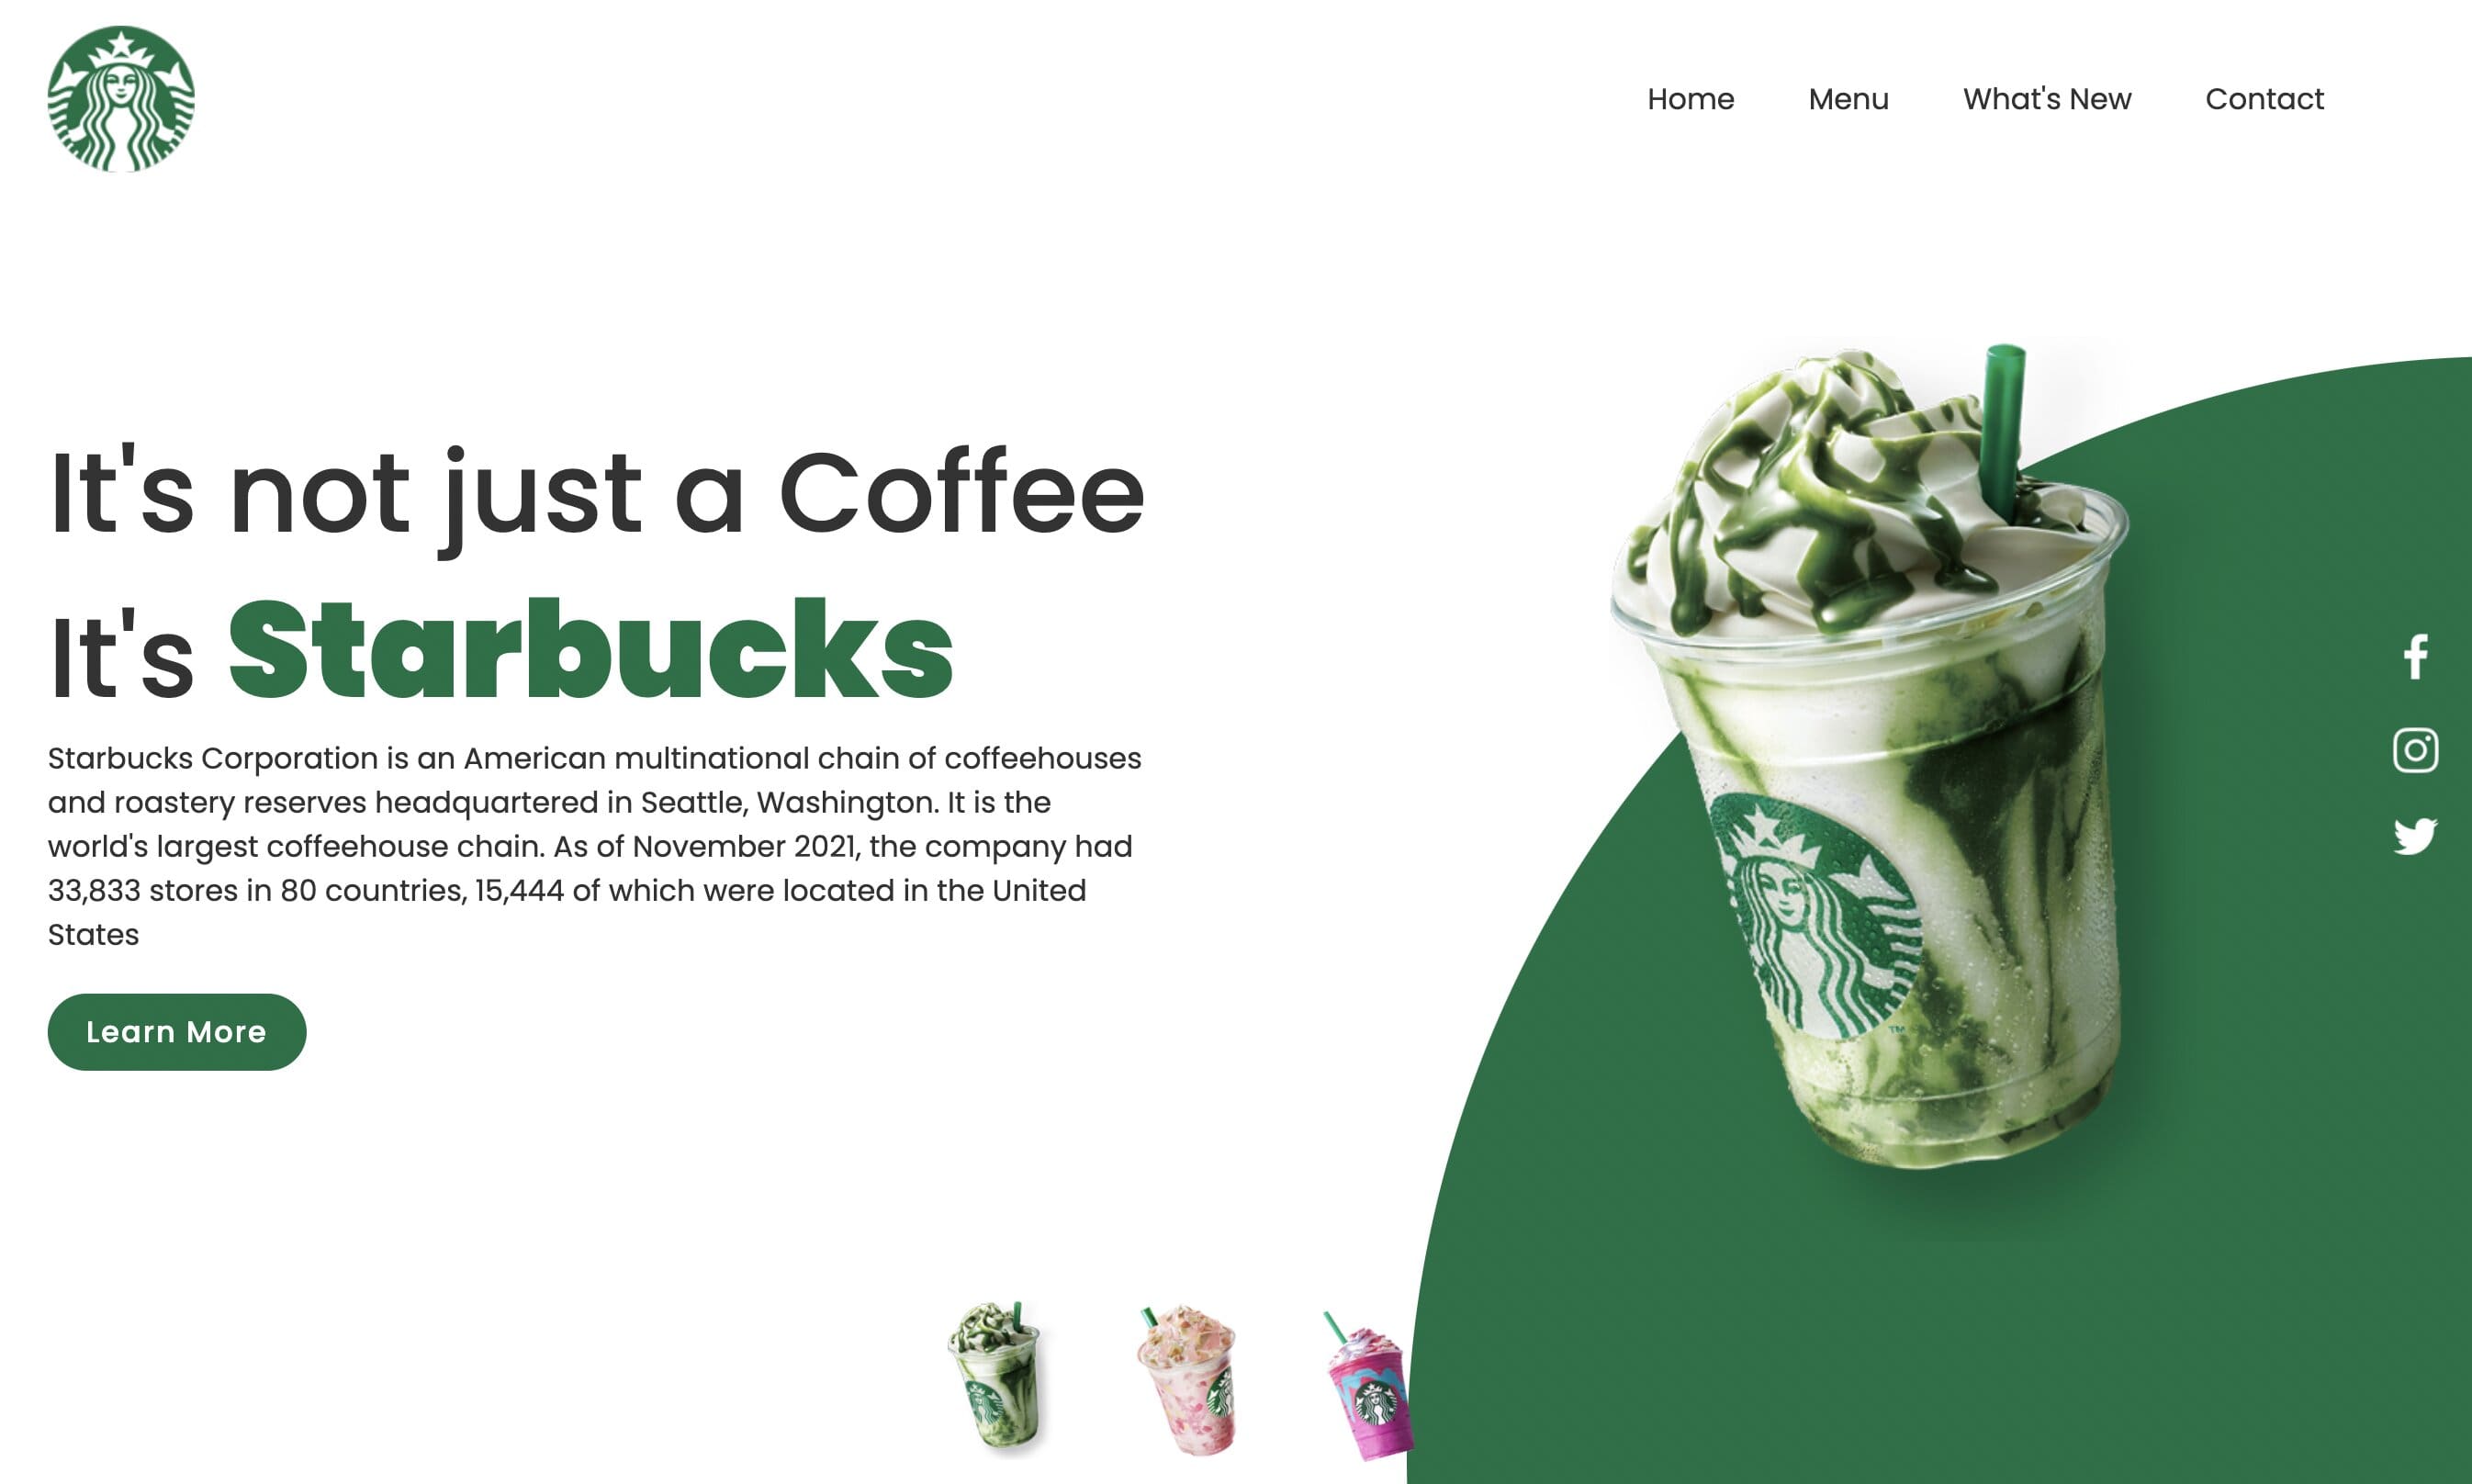 Home
Menu
What's New
Contact
It's not just a Coffee
It's Starbucks
Starbucks Corporation is an American multinational chain of coffeehouses
and roastery reserves headquartered in Seattle, Washington. It is the
world's largest coffeehouse chain. As of November 2021, the company had
33,833 stores in 80 countries, 15,444 of which were located in the United
States
Learn More
TM